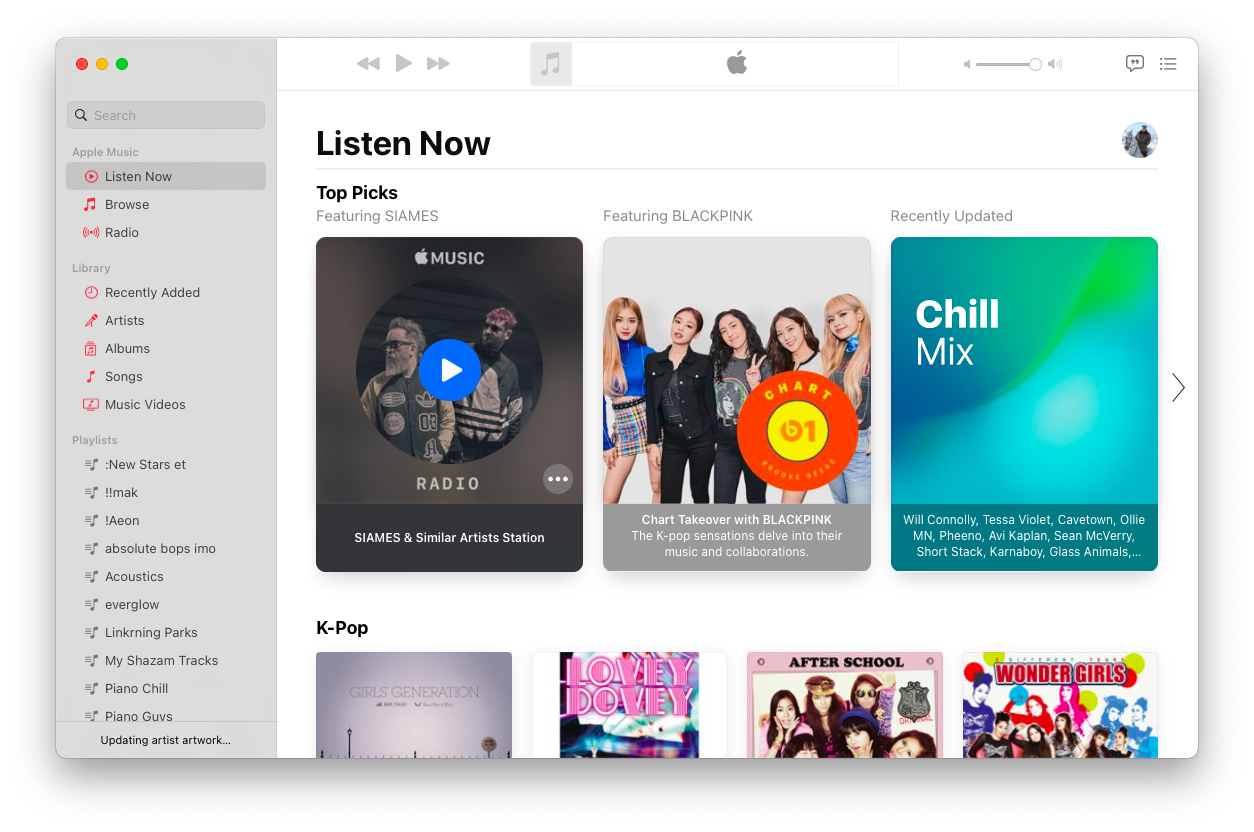 Search
Apple Music
Listen Now
Browse
Radio
Library
Recently Added
Artists
Albums
Songs
Music Videos
Playlists
:New Stars et
!!mak
!Aeon
absolute bops imo
Acoustics
everglow
Linkrning Parks
My Shazam Tracks
Piano Chill
Piano Guys
Updating artist artwork...
Listen Now
Top Picks
Featuring SIAMES
MUSIC
RADIO
SIAMES & Similar Artists Station
Featuring BLACKPINK
CHART
1
BROOKE REESE
Chart Takeover with BLACKPINK
The K-pop sensations delve into their
music and collaborations.
Recently Updated
Chill
Mix
Will Connolly, Tessa Violet, Cavetown, Ollie
MN, Pheeno, Avi Kaplan, Sean McVerry,
Short Stack, Karnaboy, Glass Animals,...
K-Pop
GIRLS' GENERATION
LOVEY
DOVEY
AFTER SCHOOL
ORIGINAL
2 DIFFERENT TEARS
WONDER GIRLS